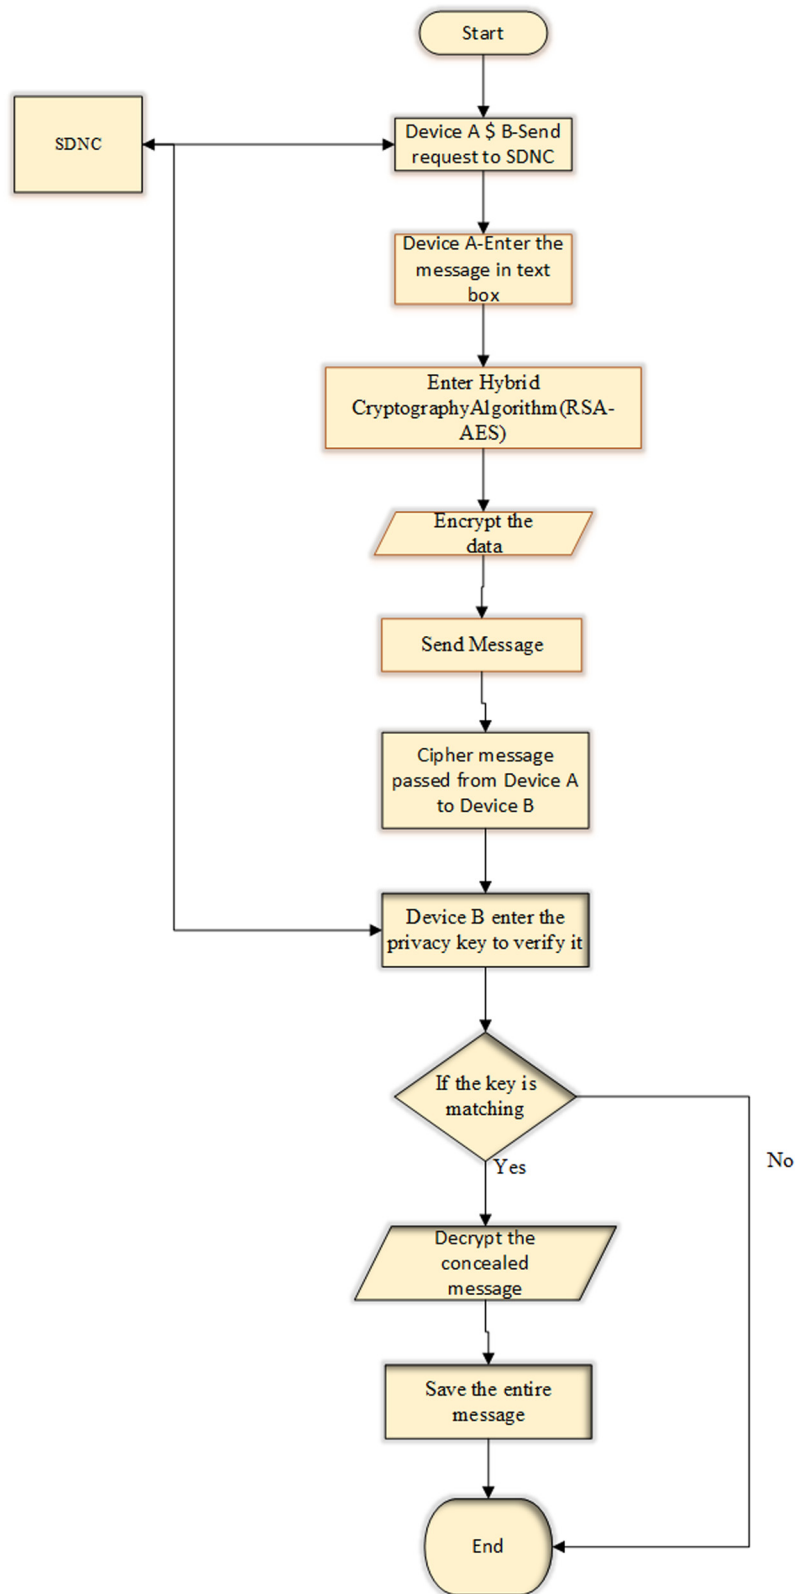 Start
SDNC
Device A $ B-Send
request to SDNC
Device A-Enter the
message in text
box
Enter Hybrid
CryptographyAlgorithm(RSA-
AES)
Encrypt the
data
Send Message
Cipher message
passed from Device A
to Device B
Device B enter the
privacy key to verify it
If the key is
matching
Yes
No
Decrypt the
concealed
message
Save the entire
message
End